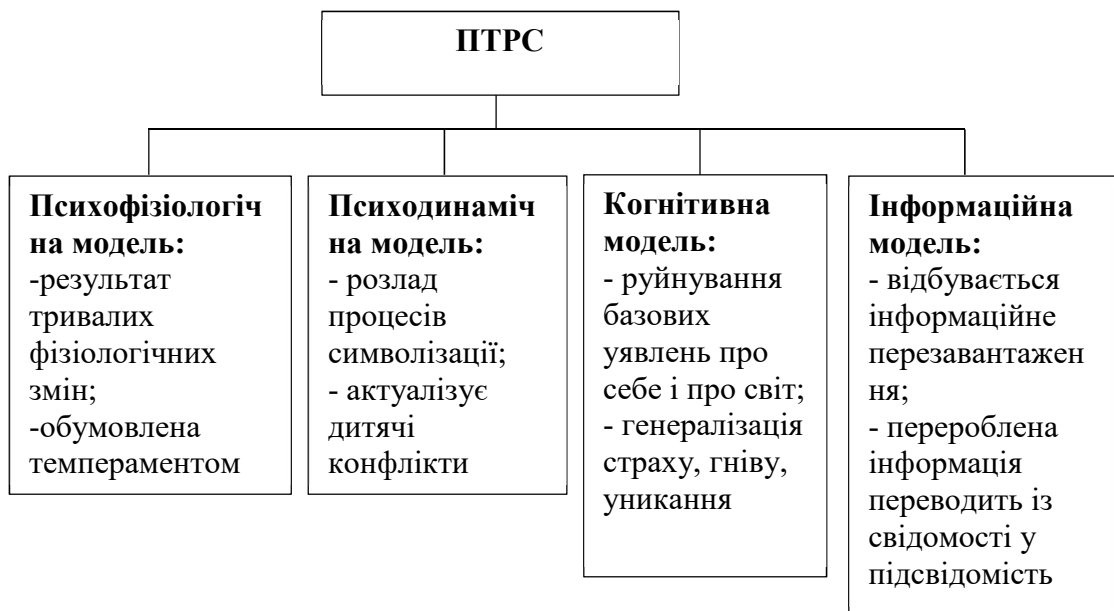 ПТРС
Психофізіологіч
на модель:
-результат
тривалих
фізіологічних
змін;
-обумовлена
темпераментом
Психодинаміч
на модель:
- розлад
процесів
символізації;
- актуалізує
дитячі
конфлікти
Когнітивна
модель:
- руйнування
базових
уявлень про
себе і про світ;
- генералізація
страху, гніву,
уникання
Інформаційна
модель:
- відбувається
інформаційне
перезавантажен
ня;
- перероблена
інформація
переводить із
свідомості у
підсвідомість